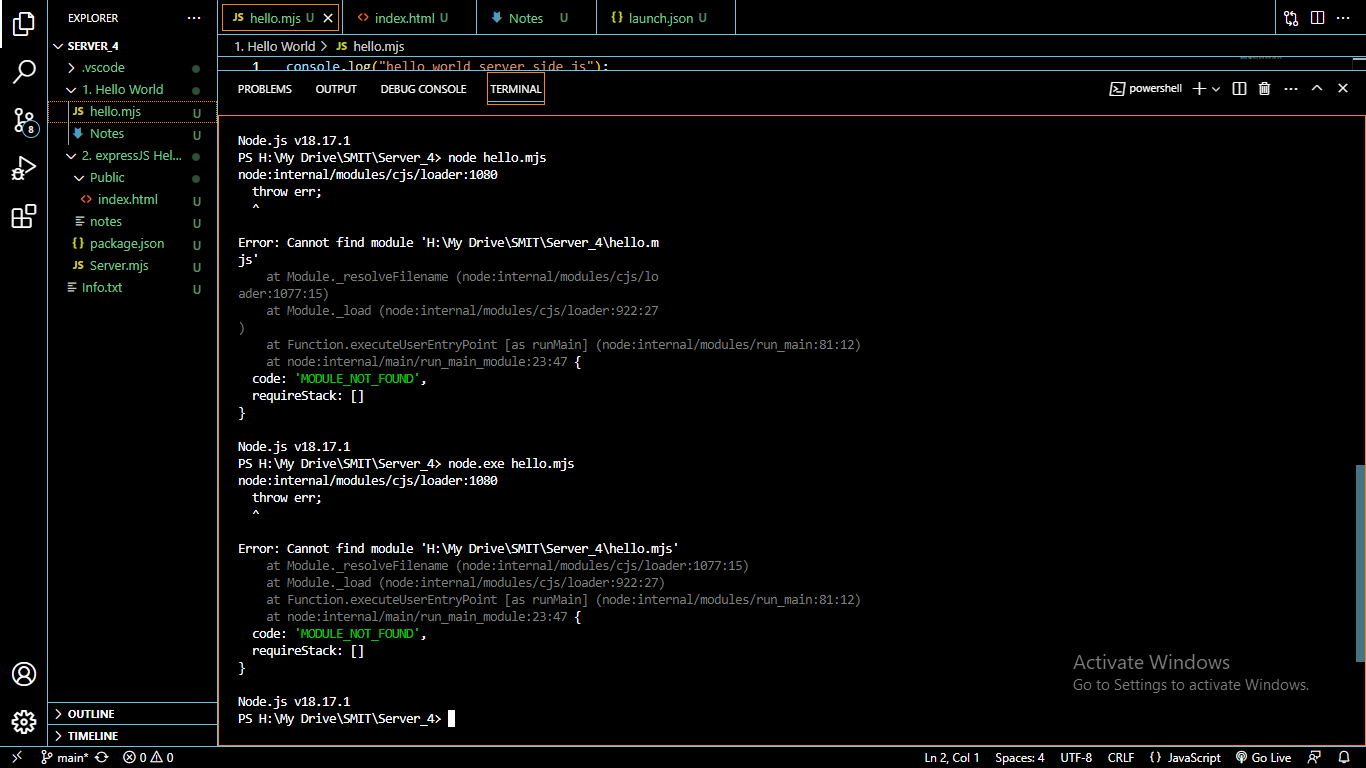 EXPLORER
SERVER_4
.vscode
1. Hello World
JS hello.mjs U
Notes U
2. expressJS Hel...
Public
<> index.html U
notes U
{} package.json U
JS Server.mjs U
Info.txt U
OUTLINE
TIMELINE
8
JS hello.mjs U
<> index.html U
Notes U
{} launch.json U
1. Hello World > JS hello.mjs
1 console.log("hello world server side js");
PROBLEMS OUTPUT DEBUG CONSOLE TERMINAL
powershell
Node.js v18.17.1
PS H:\My Drive\SMIT\Server_4> node hello.mjs
node:internal/modules/cjs/loader:1080
throw err;
^
Error: Cannot find module 'H:\My Drive\SMIT\Server_4\hello.m
js'
at Module._resolveFilename (node:internal/modules/cjs/lo
ader:1077:15)
at Module._load (node:internal/modules/cjs/loader:922:27
)
at Function.executeUserEntryPoint [as runMain] (node:internal/modules/run_main:81:12)
at node:internal/main/run_main_module:23:47 {
code: 'MODULE_NOT_FOUND',
requireStack: []
}
Node.js v18.17.1
PS H:\My Drive\SMIT\Server_4> node.exe hello.mjs
node:internal/modules/cjs/loader:1080
throw err;
^
Error: Cannot find module 'H:\My Drive\SMIT\Server_4\hello.mjs'
at Module._resolveFilename (node:internal/modules/cjs/loader:1077:15)
at Module._load (node:internal/modules/cjs/loader:922:27)
at Function.executeUserEntryPoint [as runMain] (node:internal/modules/run_main:81:12)
at node:internal/main/run_main_module:23:47 {
code: 'MODULE_NOT_FOUND',
requireStack: []
}
Node.js v18.17.1
PS H:\My Drive\SMIT\Server_4>
Activate Windows
Go to Settings to activate Windows.
main* 0 0 Ln 2, Col 1 Spaces: 4 UTF-8 CRLF {} JavaScript Go Live